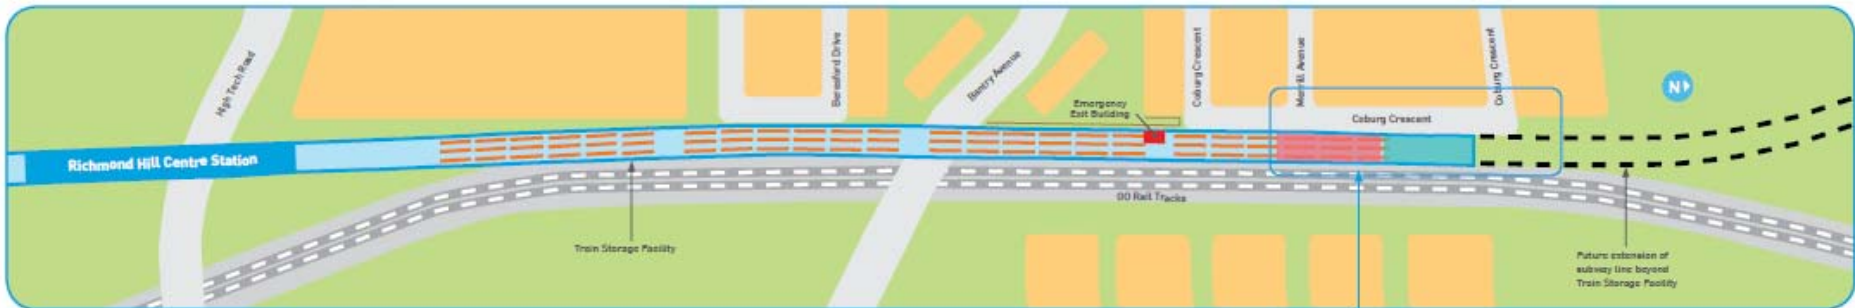 High Tech Road
Richmond Hill Centre Station
Beresford Drive
Bantry Avenue
Emergency
Exit Building
Coburg Crescent
Merrill Avenue
Coburg Crescent
Coburg Crescent
N
GO Rail Tracks
Train Storage Facility
Future extension of
subway line beyond
Train Storage Facility